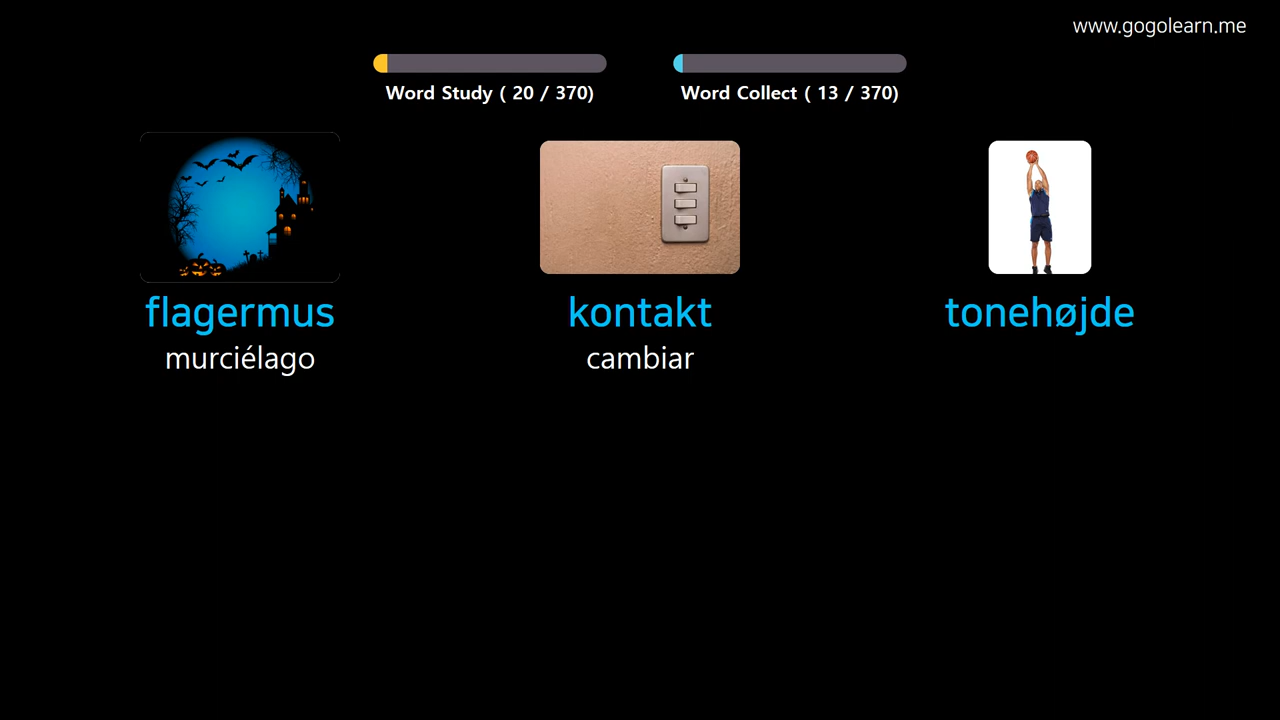 www.gogolearn.me
Word Study ( 20 / 370)
Word Collect ( 13 / 370)
flagermus
murciélago
kontakt
cambiar
tonehøjde